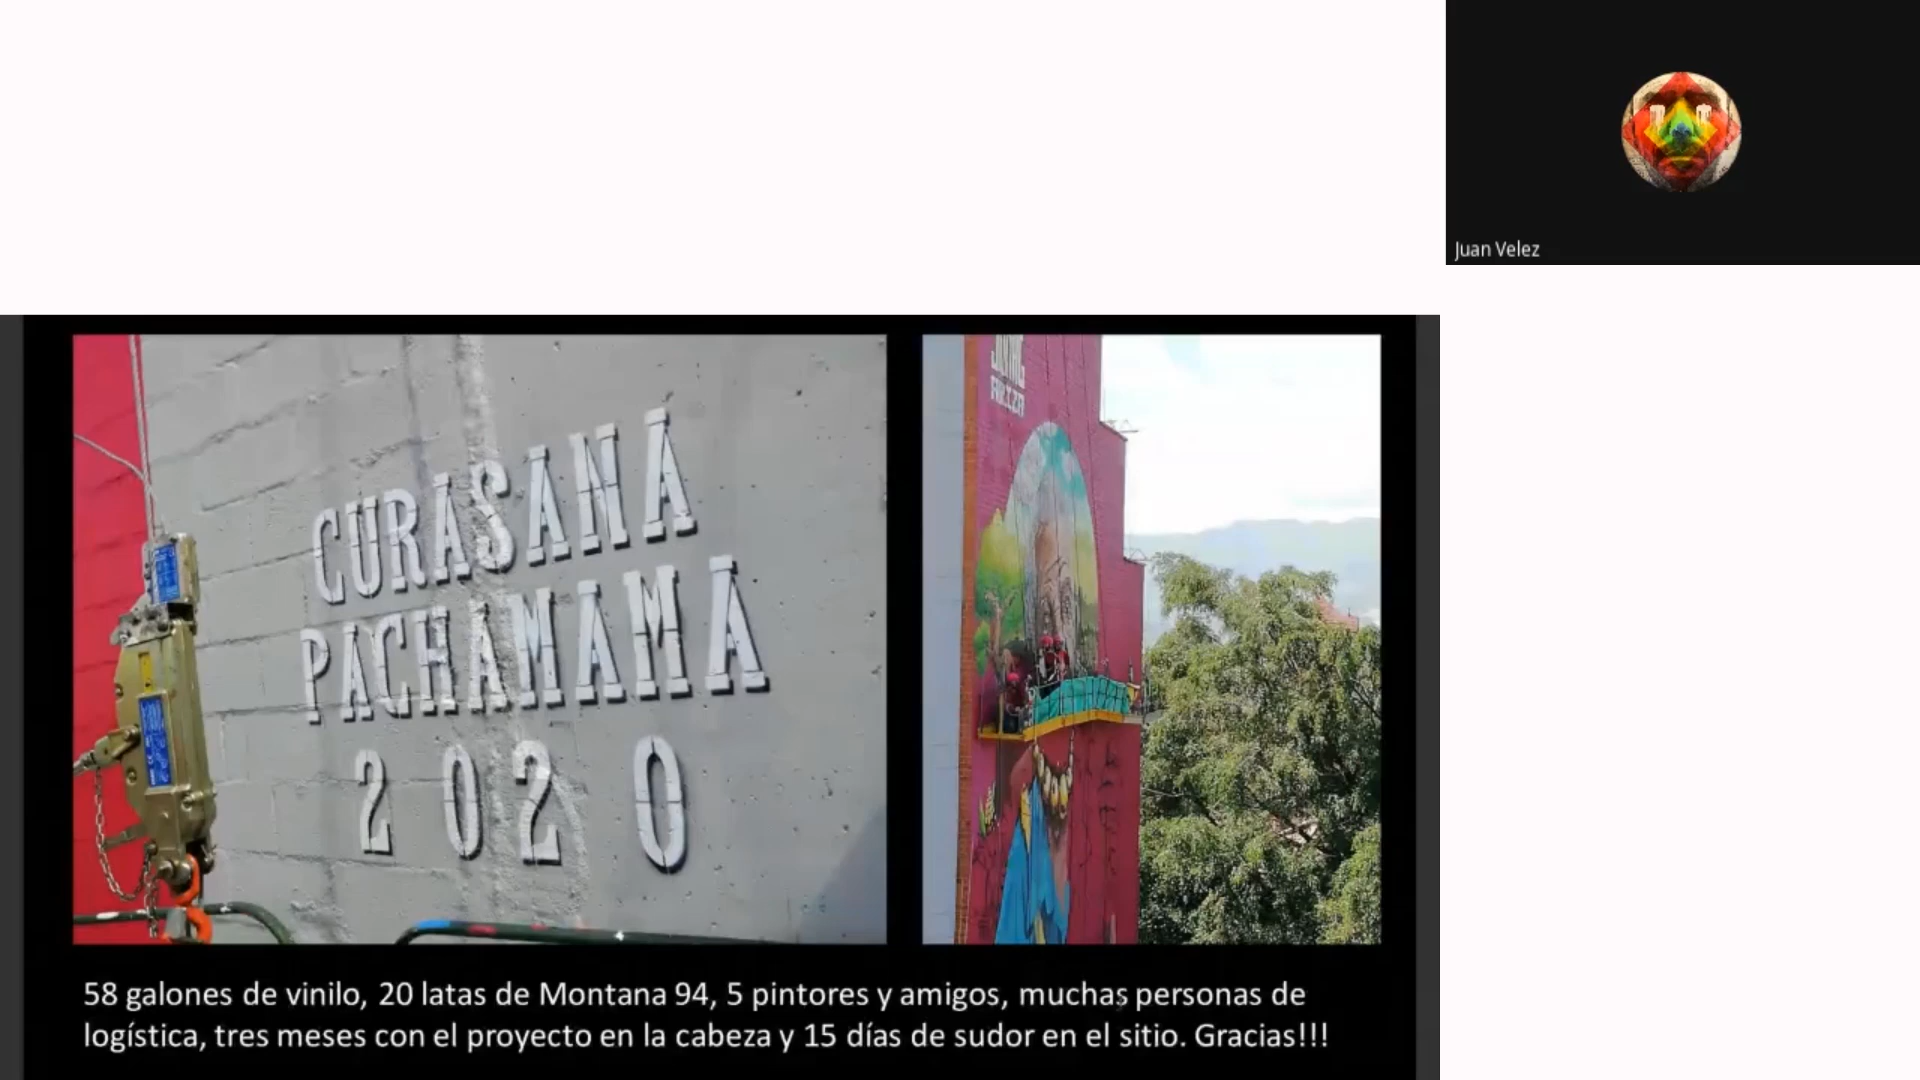 Juan Velez
CURASANA
PACHAMAMA
2020
ARIZA
58 galones de vinilo, 20 latas de Montana 94, 5 pintores y amigos, muchas personas de
logística, tres meses con el proyecto en la cabeza y 15 días de sudor en el sitio. Gracias!!!